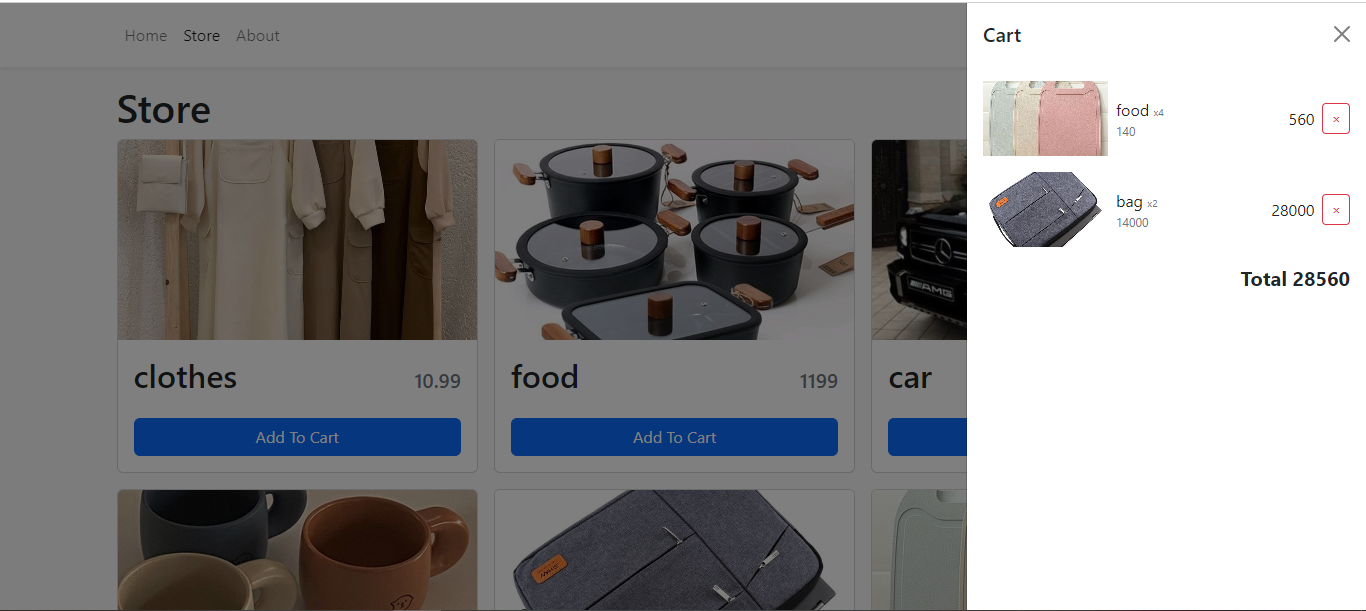 Home Store About
Cart
Store
food x4
140
560 ×
bag x2
14000
28000 ×
Total 28560
AMG
clothes 10.99
food 1199
car
Add To Cart
Add To Cart